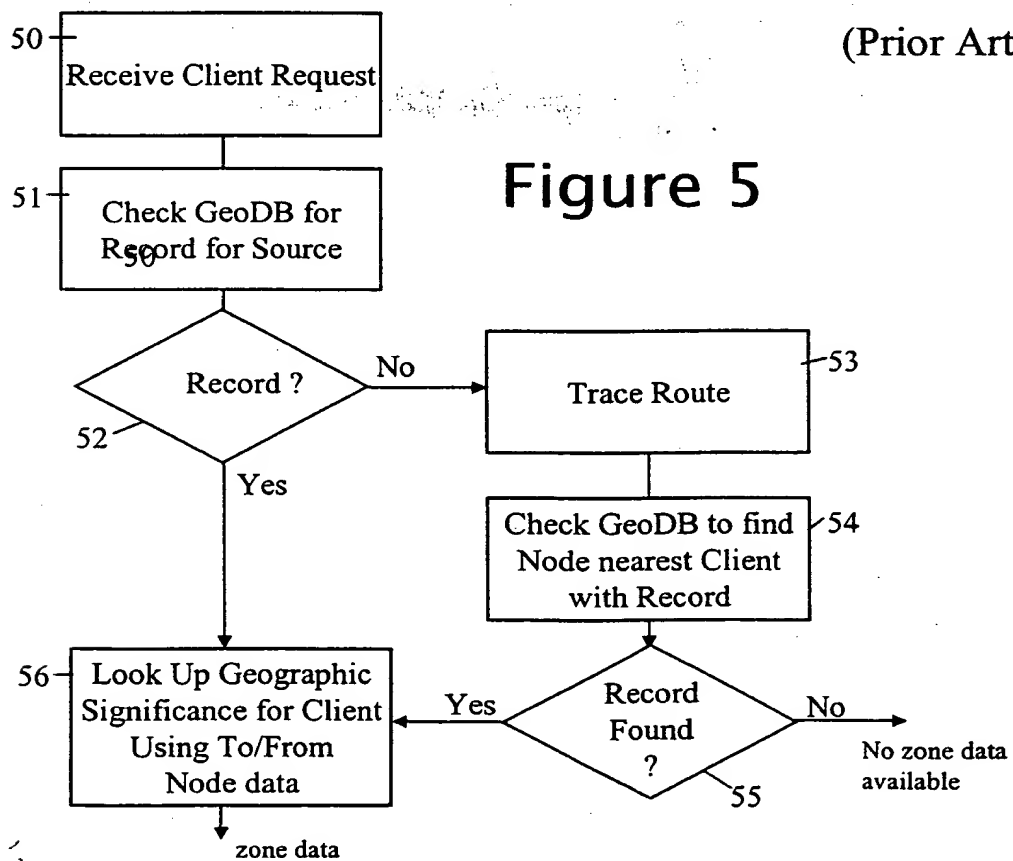 50
(Prior Art
Receive Client Request
Figure 5
51
Check GeoDB for
Record for Source
50
Record ?
No
52
Yes
53
Trace Route
Check GeoDB to find
Node nearest Client
with Record
54
56
Look Up Geographic
Significance for Client
Using To/From
Node data
Yes
Record
Found
?
No
No zone data
available
55
zone data